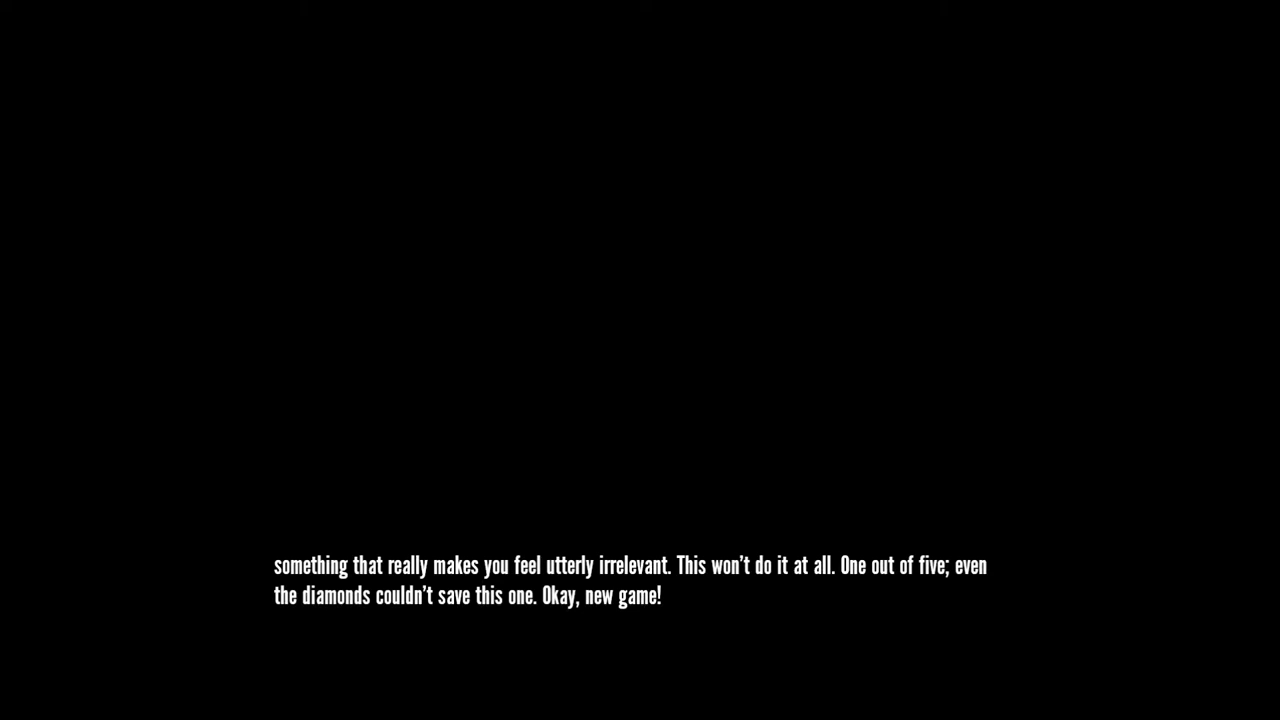 something that really makes you feel utterly irrelevant. This won't do it at all. One out of five; even
the diamonds couldn't save this one. Okay, new game!